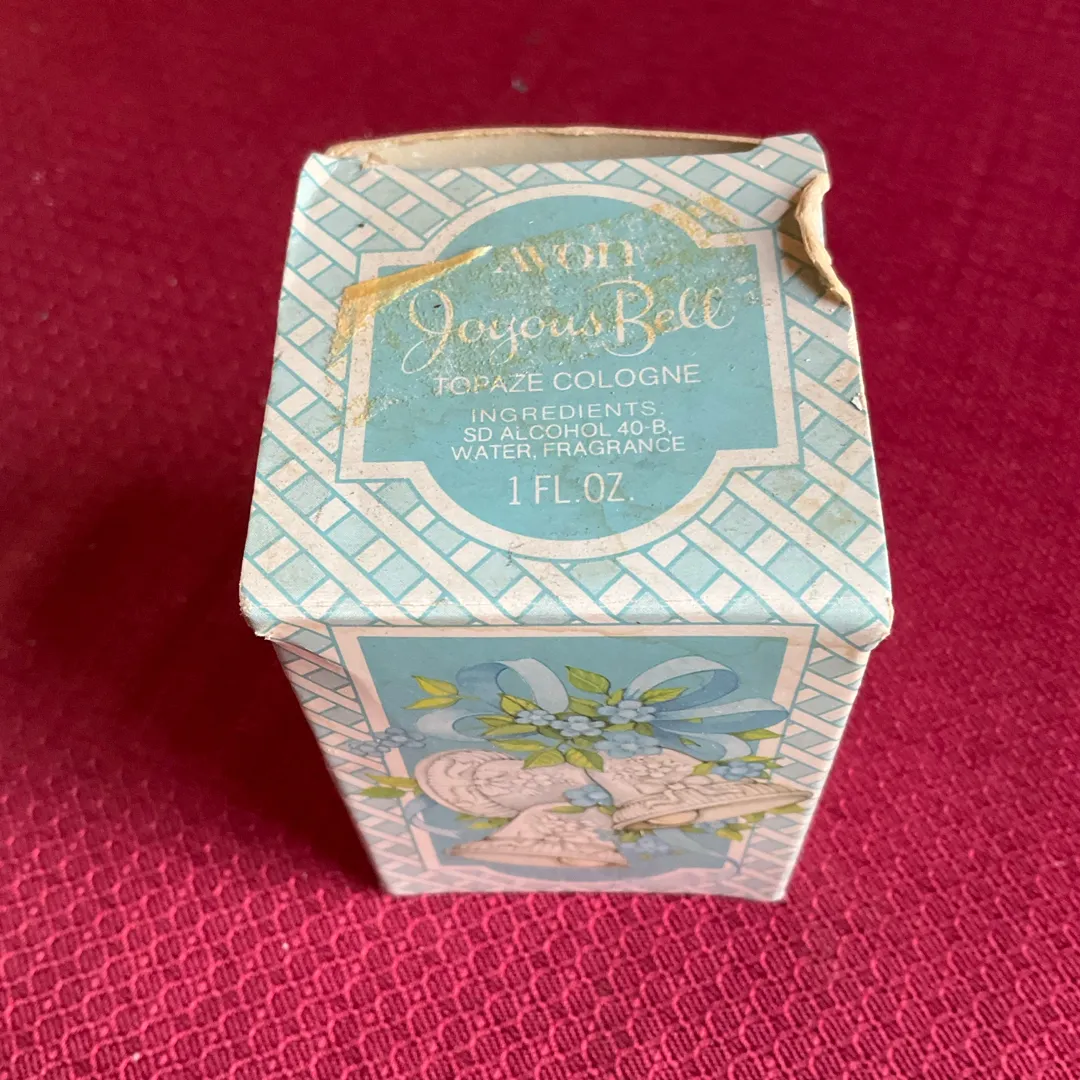 AVON
Joyous Bell
TOPAZE COLOGNE
INGREDIENTS.
SD ALCOHOL 40-B,
WATER, FRAGRANCE
1 FL.OZ.